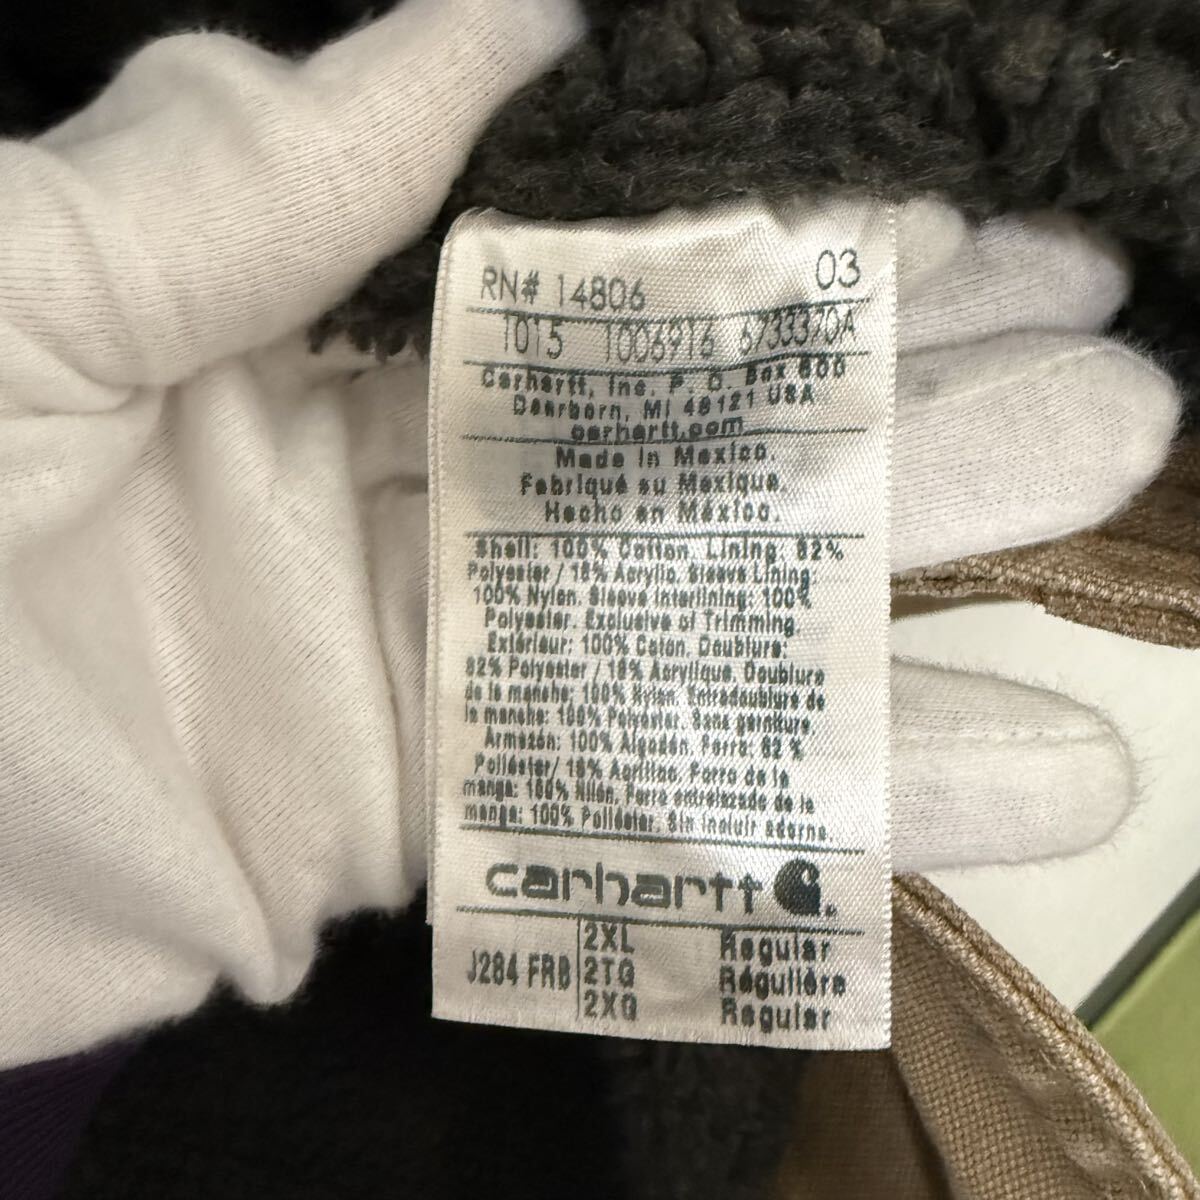 RN# 14806 03
1015 1006916 6733370A
Carhartt, Inc. P. O. Box 600
Dearborn, MI 48121 USA
carhartt.com
Made in Mexico.
Fabriqué au Mexique.
Hecho en México.
Shell: 100% Cotton. Lining: 82%
Polyester / 18% Acrylic. Sleeve Lining:
100% Nylon. Sleeve Interlining: 100%
Polyester. Exclusive of Trimming.
Extérieur: 100% Coton. Doublure:
82% Polyester / 18% Acrylique. Doublure
de la manche: 100% Nylon. Entredoublure de
la manche: 100% Polyester. Sans garniture.
Armazón: 100% Algodón. Forro: 82 %
Poliéster/ 18% Acrílico. Forro de la
manga: 100% Nilón. Forro entrelazado de la
manga: 100% Poliéster. Sin incluir adorno.
carhartt
J284 FRB
2XL Regular
2TG Régulière
2XG Regular